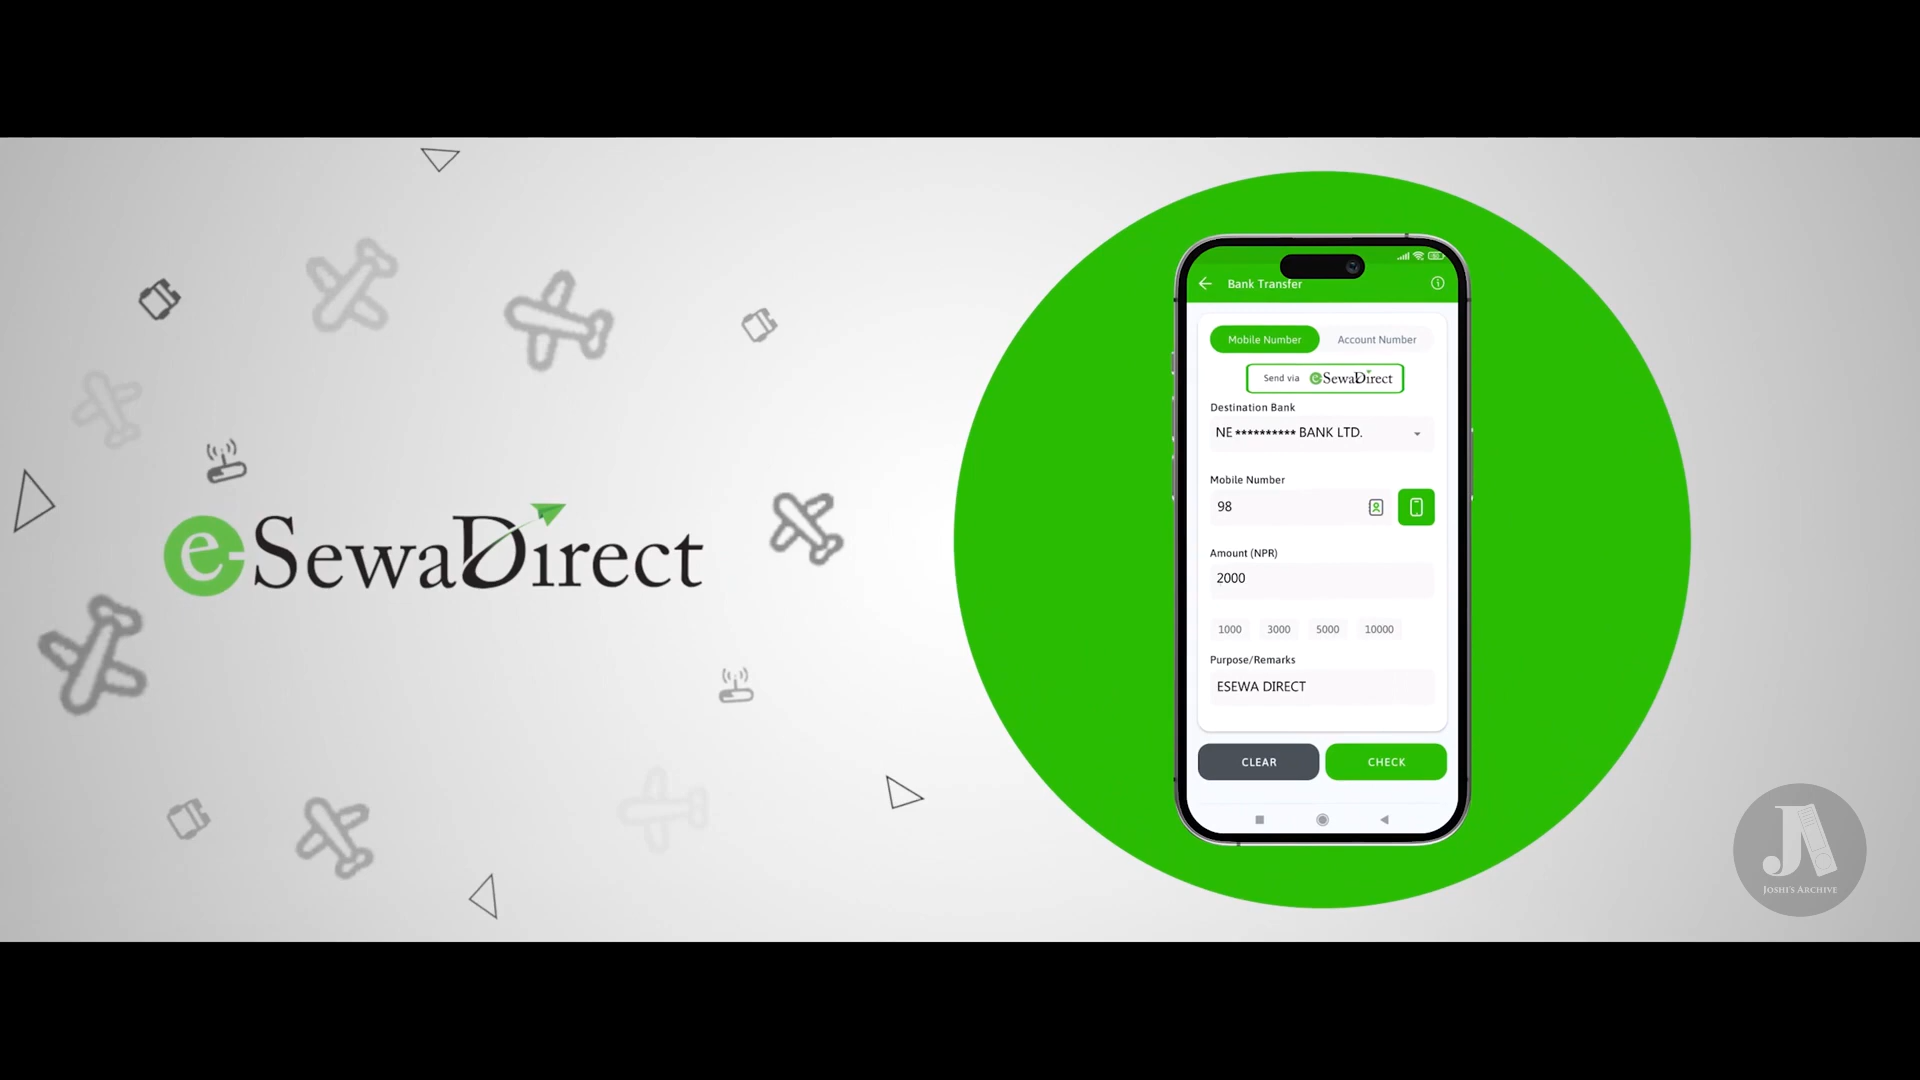 eSewaDirect
Bank Transfer
Mobile Number
Account Number
Send via eSewaDirect
Destination Bank
NE ********** BANK LTD.
Mobile Number
98
Amount (NPR)
2000
1000 3000 5000 10000
Purpose/Remarks
ESEWA DIRECT
CLEAR
CHECK
JA
JOSHI'S ARCHIVE